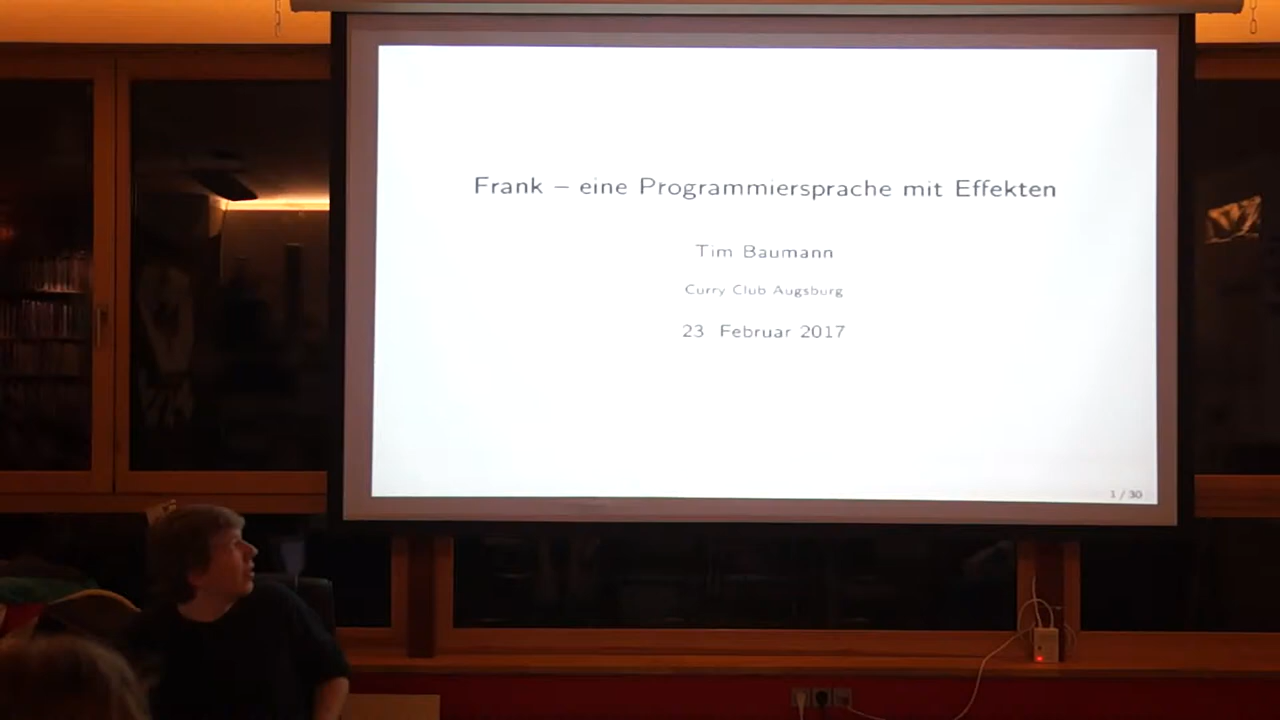 Frank – eine Programmiersprache mit Effekten
Tim Baumann
Curry Club Augsburg
23 Februar 2017
1 / 30